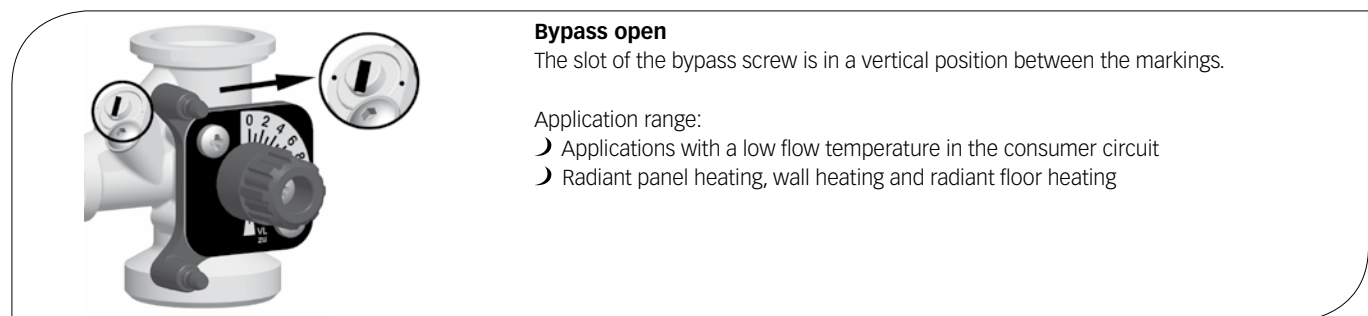 Bypass open
The slot of the bypass screw is in a vertical position between the markings.
Application range:
Applications with a low flow temperature in the consumer circuit
Radiant panel heating, wall heating and radiant floor heating
0 2 4 6 8
VL
zu